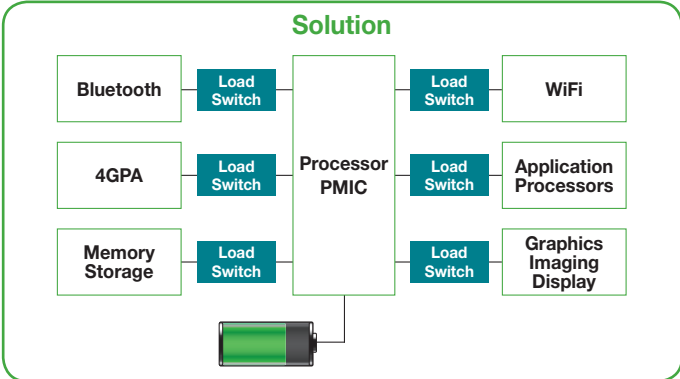 Solution
Bluetooth
Load
Switch
Processor
PMIC
Load
Switch
WiFi
4GPA
Load
Switch
Load
Switch
Application
Processors
Memory
Storage
Load
Switch
Load
Switch
Graphics
Imaging
Display